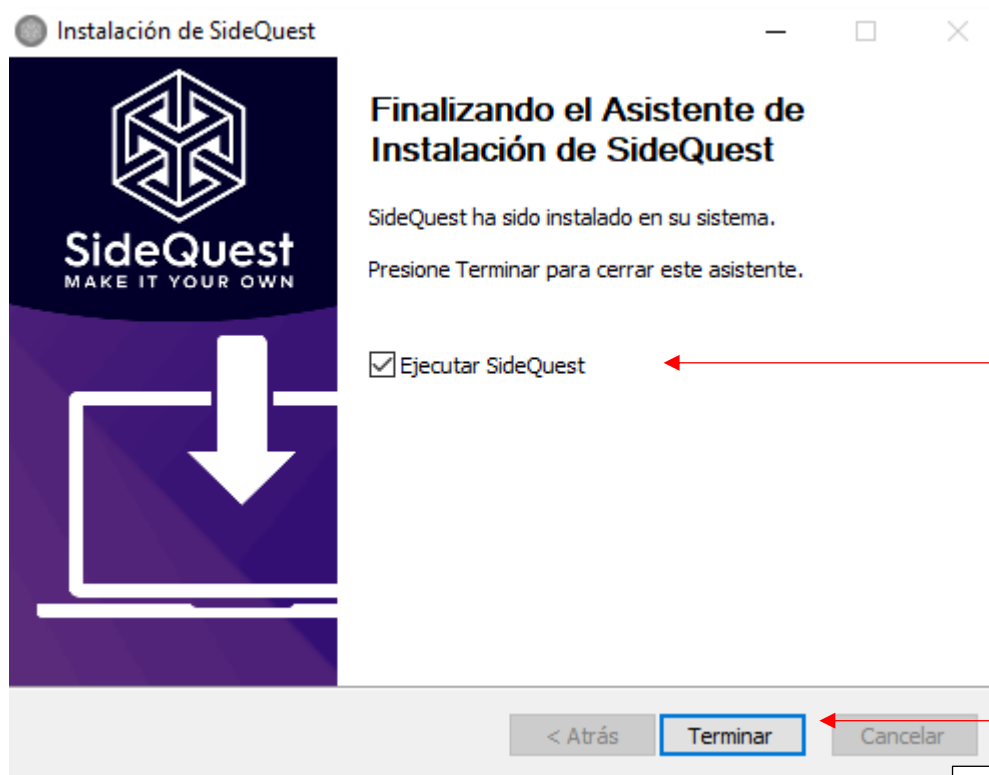 Instalación de SideQuest
SideQuest
MAKE IT YOUR OWN
Finalizando el Asistente de
Instalación de SideQuest
SideQuest ha sido instalado en su sistema.
Presione Terminar para cerrar este asistente.
Ejecutar SideQuest
< Atrás
Terminar
Cancelar